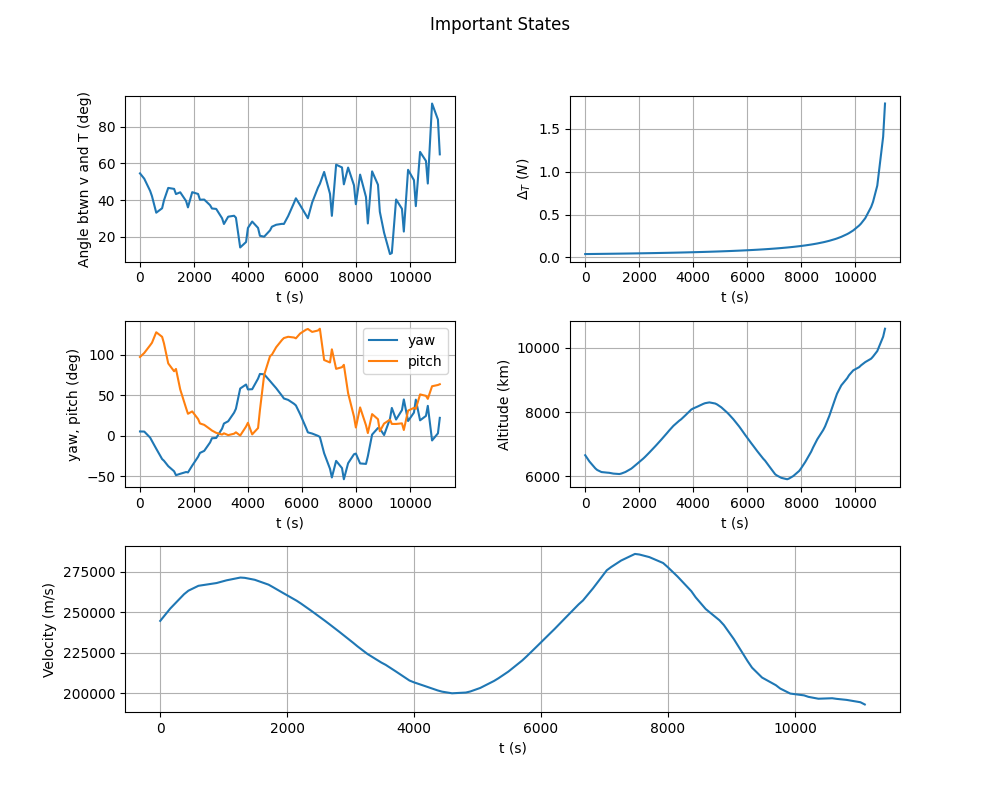 Important States
Angle btwn v and T (deg)
80
60
40
20
0 2000 4000 6000 8000 10000
t (s)
Δ_T (N)
1.5
1.0
0.5
0.0
0 2000 4000 6000 8000 10000
t (s)
yaw, pitch (deg)
100
50
0
−50
yaw
pitch
0 2000 4000 6000 8000 10000
t (s)
Altitude (km)
10000
8000
6000
0 2000 4000 6000 8000 10000
t (s)
Velocity (m/s)
275000
250000
225000
200000
0 2000 4000 6000 8000 10000
t (s)